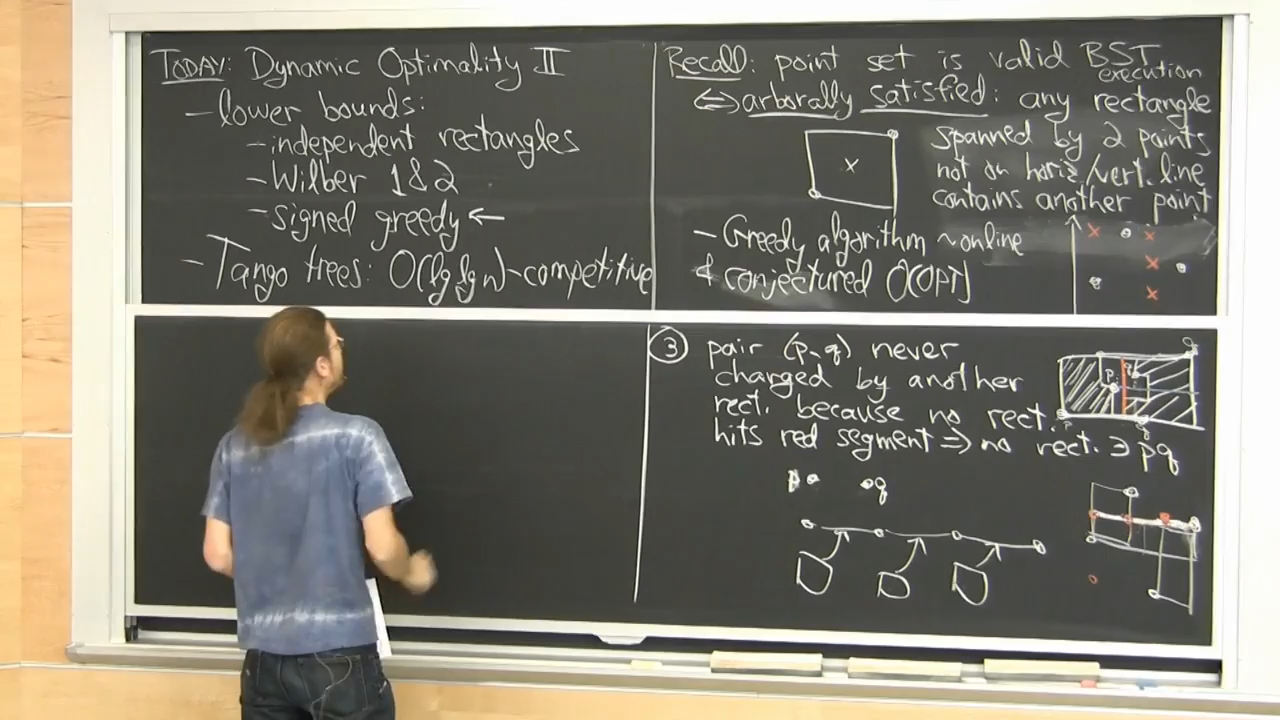 TODAY: Dynamic Optimality II
- lower bounds:
- independent rectangles
- Wilber 1 & 2
- signed greedy ←
- Tango trees: O(lg lg n)-competitive
Recall: point set is valid BST
execution
⇔ arborally satisfied: any rectangle
spanned by 2 points
not on horiz./vert. line
contains another point
- Greedy algorithm ~online
& conjectured O(OPT)
③ pair (p,q) never
charged by another
rect. because no rect.
hits red segment ⇒ no rect. ∋ pq
p q